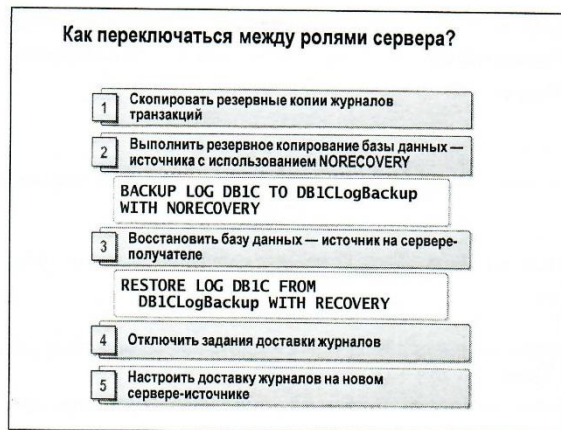 Как переключаться между ролями сервера?
1
Скопировать резервные копии журналов
транзакций
2
Выполнить резервное копирование базы данных —
источника с использованием NORECOVERY
BACKUP LOG DB1C TO DB1CLogBackup
WITH NORECOVERY
3
Восстановить базу данных — источник на сервере-
получателе
RESTORE LOG DB1C FROM
DB1CLogBackup WITH RECOVERY
4
Отключить задания доставки журналов
5
Настроить доставку журналов на новом
сервере-источнике